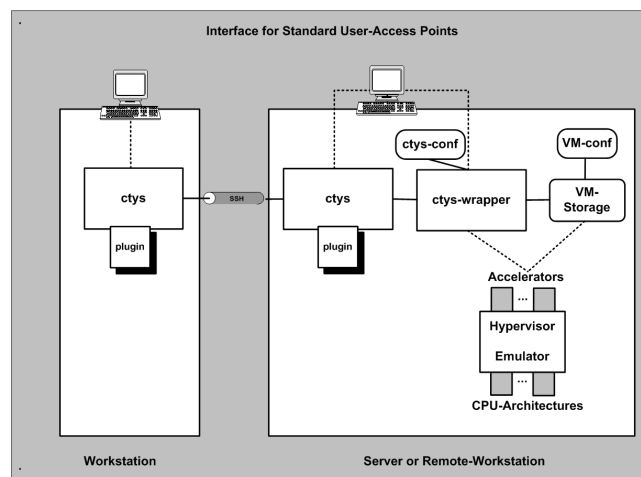 Interface for Standard User-Access Points
ctys-conf
VM-conf
ctys
SSH
ctys
ctys-wrapper
VM-
Storage
plugin
plugin
Accelerators
...
Hypervisor
Emulator
...
CPU-Architectures
Workstation
Server or Remote-Workstation